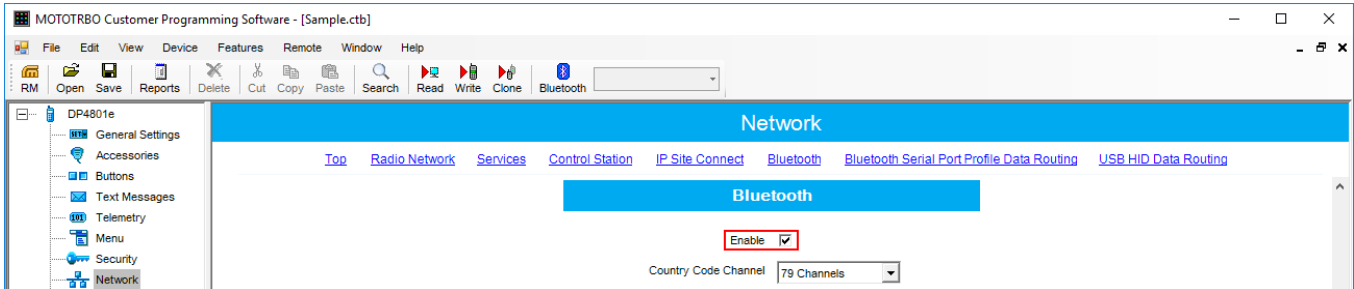 MOTOTRBO Customer Programming Software - [Sample.ctb]
File Edit View Device Features Remote Window Help
RM Open Save Reports Delete Cut Copy Paste Search Read Write Clone Bluetooth
DP4801e
General Settings
Accessories
Buttons
Text Messages
Telemetry
Menu
Security
Network
Network
Top Radio Network Services Control Station IP Site Connect Bluetooth Bluetooth Serial Port Profile Data Routing USB HID Data Routing
Bluetooth
Enable
Country Code Channel 79 Channels